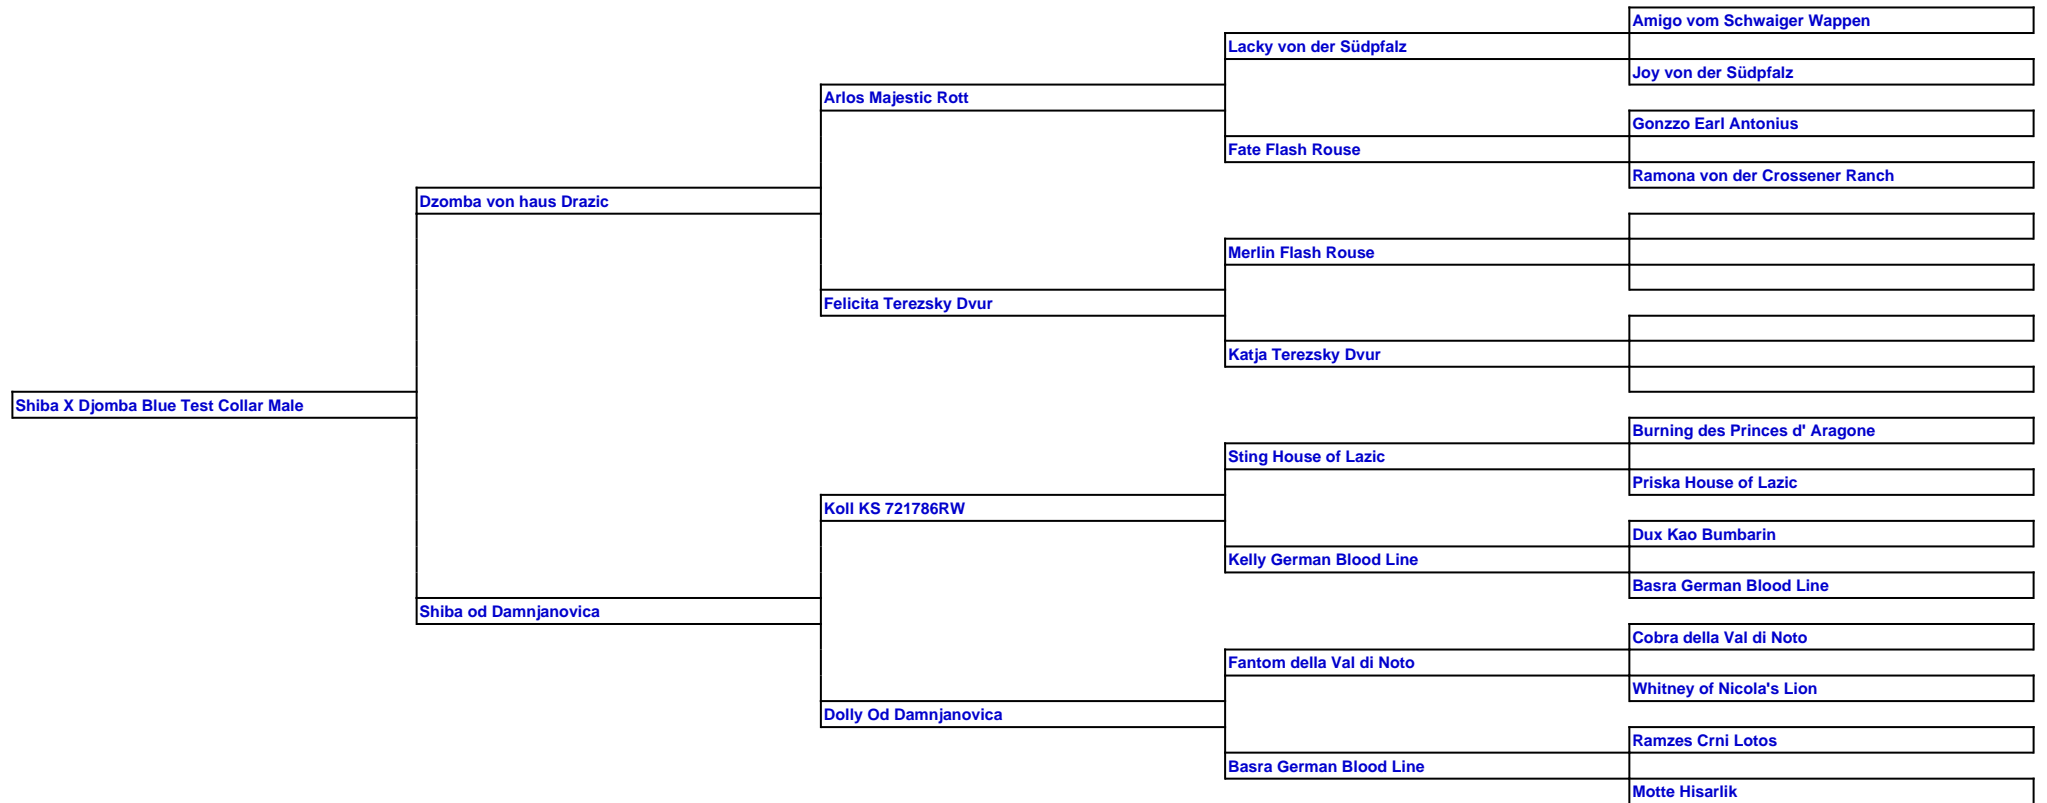 Amigo vom Schwaiger Wappen
Lacky von der Südpfalz
Joy von der Südpfalz
Arlos Majestic Rott
Gonzzo Earl Antonius
Fate Flash Rouse
Ramona von der Crossener Ranch
Dzomba von haus Drazic
Merlin Flash Rouse
Felicita Terezsky Dvur
Katja Terezsky Dvur
Shiba X Djomba Blue Test Collar Male
Burning des Princes d' Aragone
Sting House of Lazic
Priska House of Lazic
Koll KS 721786RW
Dux Kao Bumbarin
Kelly German Blood Line
Basra German Blood Line
Shiba od Damnjanovica
Cobra della Val di Noto
Fantom della Val di Noto
Whitney of Nicola's Lion
Dolly Od Damnjanovica
Ramzes Crni Lotos
Basra German Blood Line
Motte Hisarlik